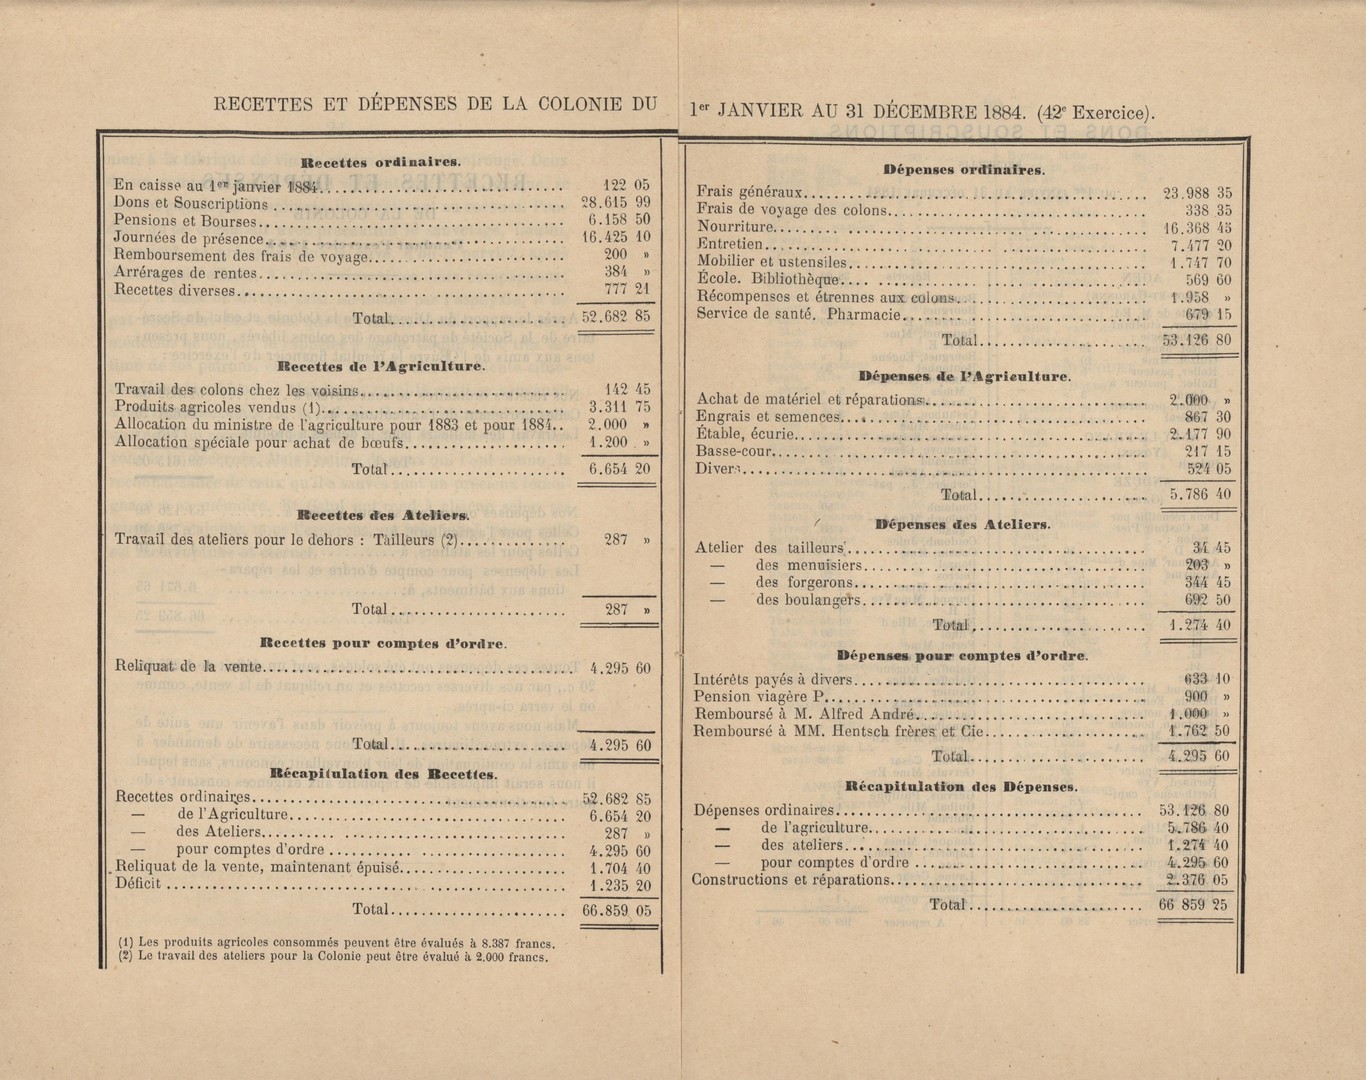 RECETTES ET DÉPENSES DE LA COLONIE DU
Recettes ordinaires.
En caisse au 1er janvier 1884 122 05
Dons et Souscriptions 28.615 99
Pensions et Bourses 6.158 50
Journées de présence 16.425 10
Remboursement des frais de voyage 200 »
Arrérages de rentes 384 »
Recettes diverses 777 21
Total 52.682 85
Recettes de l'Agriculture.
Travail des colons chez les voisins 142 45
Produits agricoles vendus (1) 3.311 75
Allocation du ministre de l'agriculture pour 1883 et pour 1884.. 2.000 »
Allocation spéciale pour achat de bœufs 1.200 »
Total 6.654 20
Recettes des Ateliers.
Travail des ateliers pour le dehors : Tailleurs (2) 287 »
Total 287 »
Recettes pour comptes d'ordre.
Reliquat de la vente 4.295 60
Total 4.295 60
Récapitulation des Recettes.
Recettes ordinaires 52.682 85
— de l'Agriculture 6.654 20
— des Ateliers 287 »
— pour comptes d'ordre 4.295 60
Reliquat de la vente, maintenant épuisé 1.704 40
Déficit 1.235 20
Total 66.859 05
(1) Les produits agricoles consommés peuvent être évalués à 8.387 francs.
(2) Le travail des ateliers pour la Colonie peut être évalué à 2.000 francs.
1er JANVIER AU 31 DÉCEMBRE 1884. (42e Exercice).
Dépenses ordinaires.
Frais généraux 23.988 35
Frais de voyage des colons 338 35
Nourriture 16.368 45
Entretien 7.477 20
Mobilier et ustensiles 1.747 70
École. Bibliothèque 569 60
Récompenses et étrennes aux colons 1.958 »
Service de santé. Pharmacie 679 15
Total 53.126 80
Dépenses de l'Agriculture.
Achat de matériel et réparations 2.000 »
Engrais et semences 867 30
Étable, écurie 2.177 90
Basse-cour 217 15
Divers 524 05
Total 5.786 40
Dépenses des Ateliers.
Atelier des tailleurs 34 45
— des menuisiers 203 »
— des forgerons 344 45
— des boulangers 692 50
Total 1.274 40
Dépenses pour comptes d'ordre.
Intérêts payés à divers 633 10
Pension viagère P. 900 »
Remboursé à M. Alfred André 1.000 »
Remboursé à MM. Hentsch frères et Cie 1.762 50
Total 4.295 60
Récapitulation des Dépenses.
Dépenses ordinaires 53.126 80
— de l'agriculture 5.786 40
— des ateliers 1.274 40
— pour comptes d'ordre 4.295 60
Constructions et réparations 2.376 05
Total 66 859 25